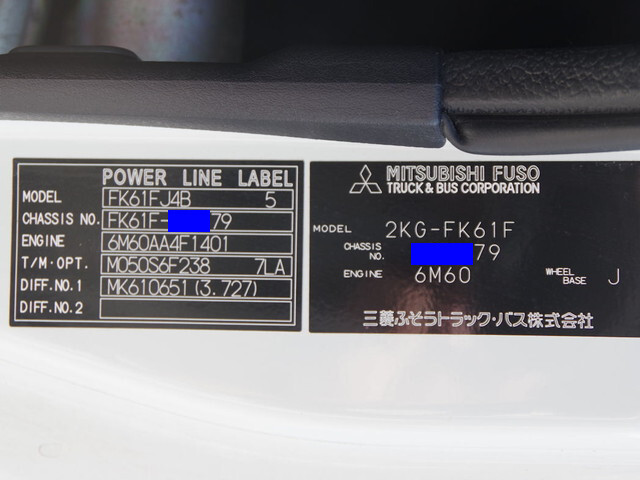 POWER LINE LABEL
MODEL FK61FJ4B 5
CHASSIS NO. FK61F- 79
ENGINE 6M60AA4F1401
T/M·OPT. M050S6F238 7LA
DIFF.NO.1 MK610651(3.727)
DIFF.NO.2
MITSUBISHI FUSO
TRUCK & BUS CORPORATION
MODEL 2KG-FK61F
CHASSIS NO. 79
ENGINE 6M60 WHEEL BASE J
三菱ふそうトラック・バス株式会社